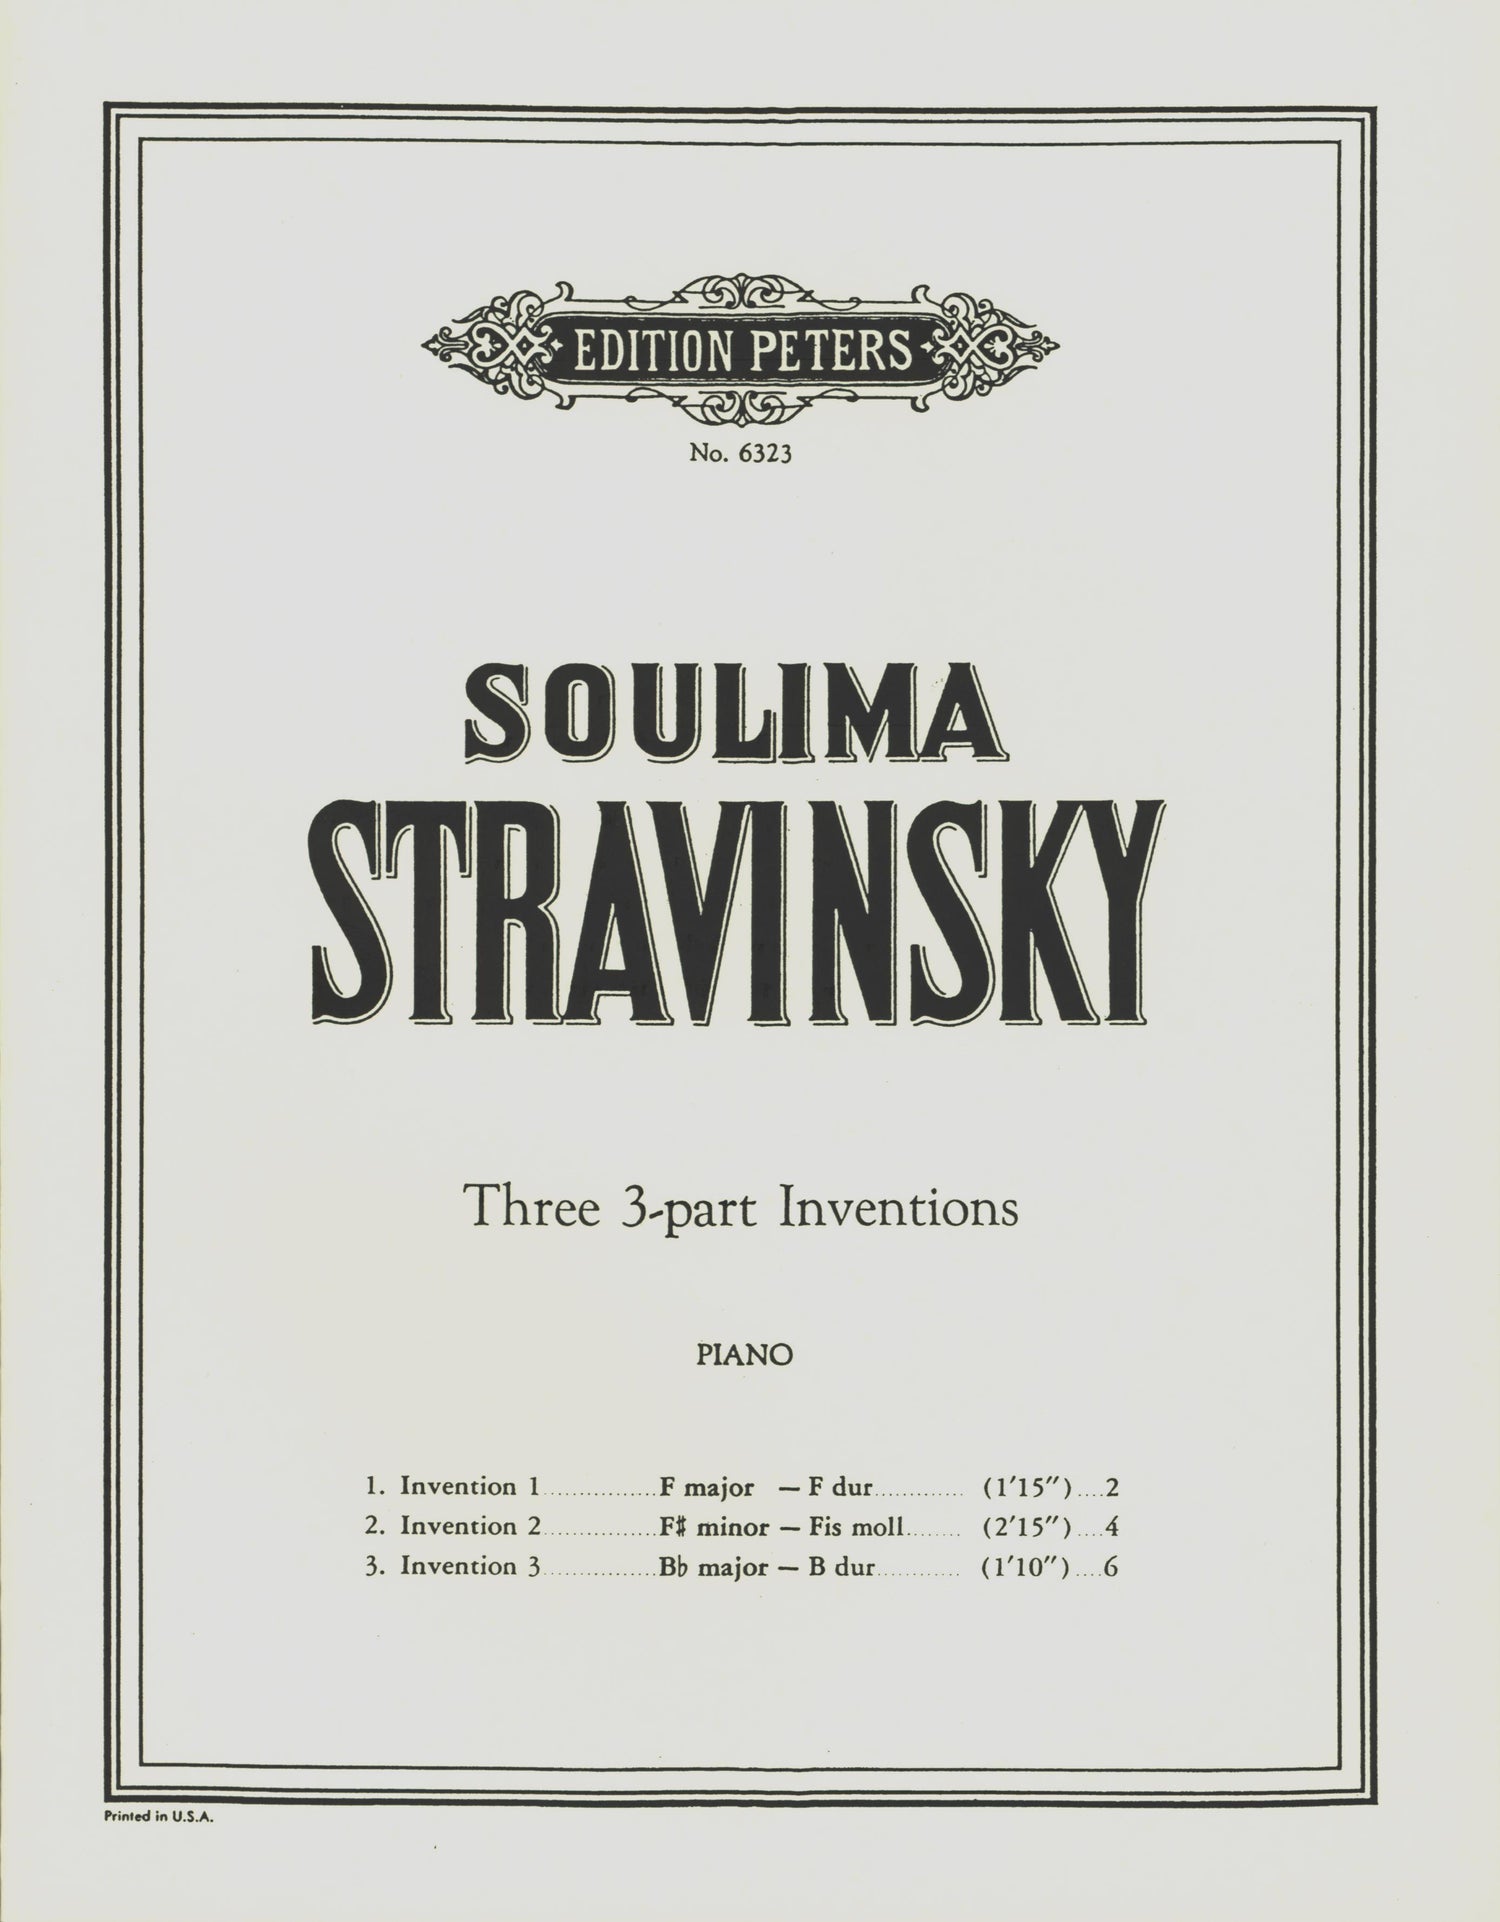 EDITION PETERS
No. 6323
SOULIMA
STRAVINSKY
Three 3-part Inventions
PIANO
1. Invention 1...............F major – F dur............ (1′15″)....2
2. Invention 2...............F♯ minor – Fis moll....... (2′15″)....4
3. Invention 3...............B♭ major – B dur........... (1′10″)....6
Printed in U.S.A.